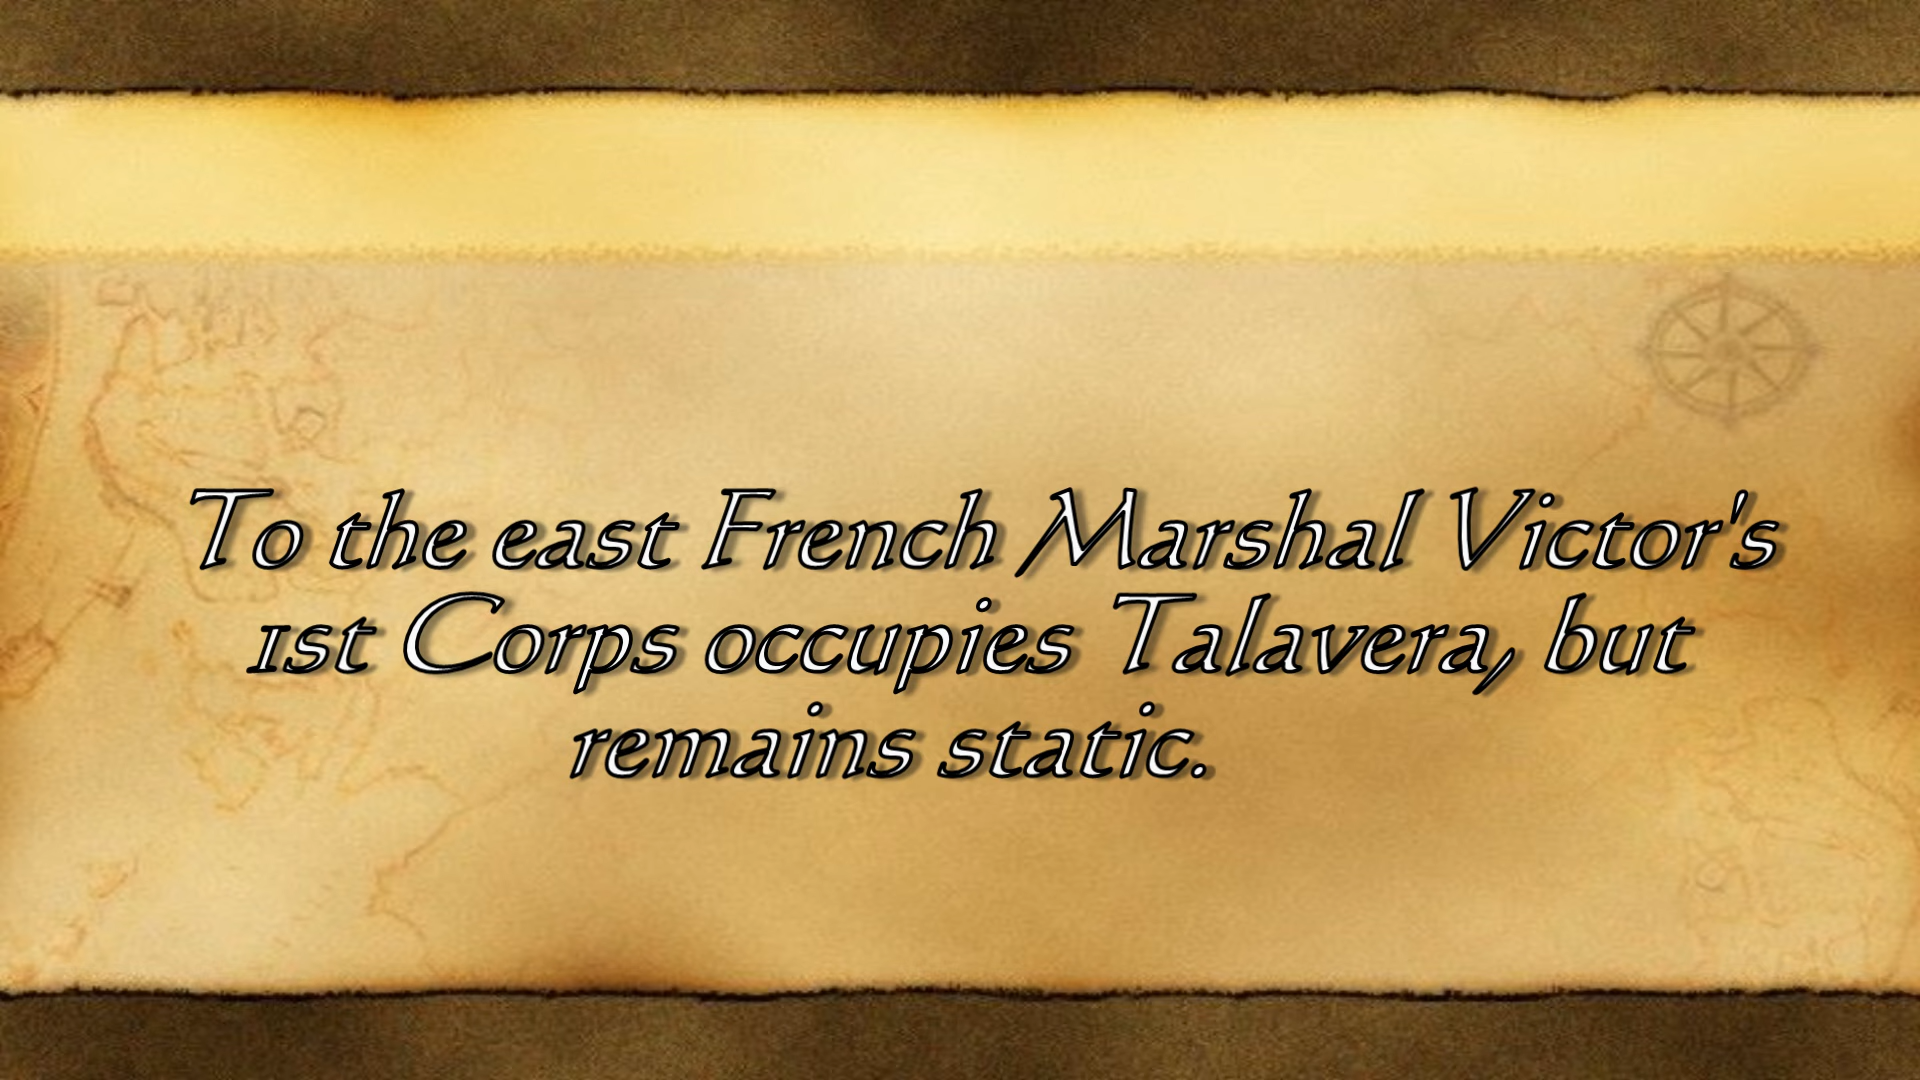 To the east French Marshal Victor's
1st Corps occupies Talavera, but
remains static.